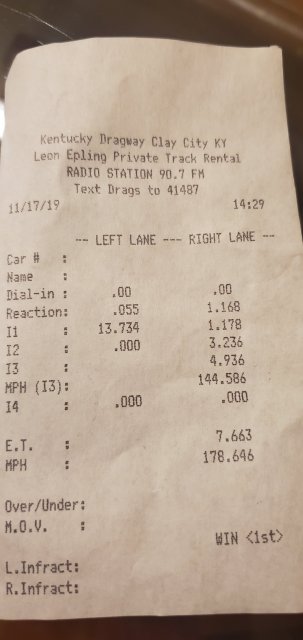 Kentucky Dragway Clay City KY
Leon Epling Private Track Rental
RADIO STATION 90.7 FM
Text Drags to 41487
11/17/19 14:29
-- LEFT LANE --- RIGHT LANE --
Car # :
Name :
Dial-in : .00 .00
Reaction: .055 1.168
I1 : 13.734 1.178
I2 : .000 3.236
I3 : 4.936
MPH (I3): 144.586
I4 : .000 .000
E.T. : 7.663
MPH : 178.646
Over/Under:
M.O.V. : WIN <1st>
L.Infract:
R.Infract: